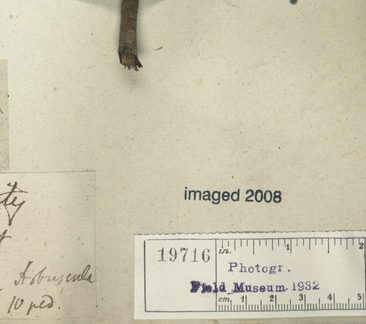 imaged 2008
ty
Arbuscula
10 ped.
19716
in. 1 2
Photogr.
Field Museum 1932
cm. 1 2 3 4 5